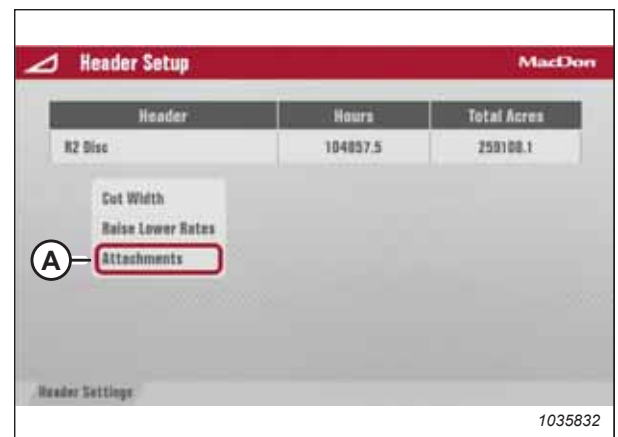 Header Setup MacDon
Header Hours Total Acres
R2 Disc 104857.5 259108.1
Cut Width
Raise Lower Rates
A Attachments
Header Settings
1035832